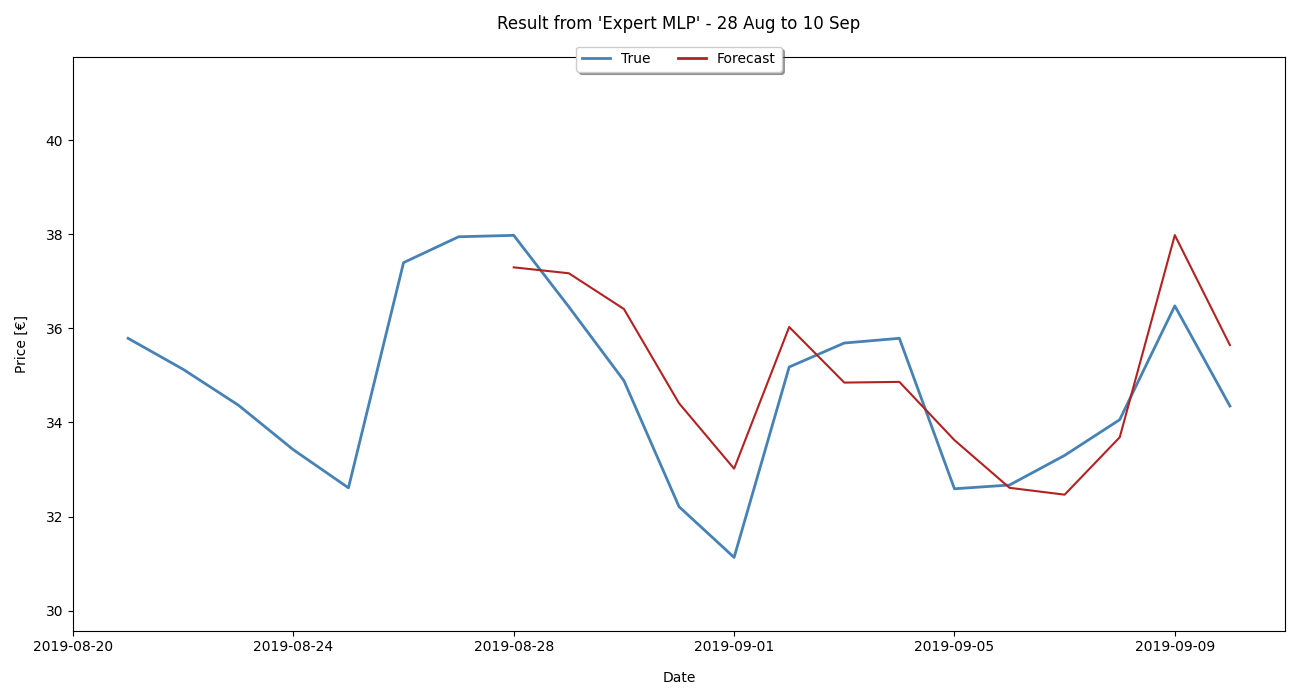 Result from 'Expert MLP' - 28 Aug to 10 Sep
True
Forecast
Price [€]
40
38
36
34
32
30
2019-08-20
2019-08-24
2019-08-28
2019-09-01
2019-09-05
2019-09-09
Date